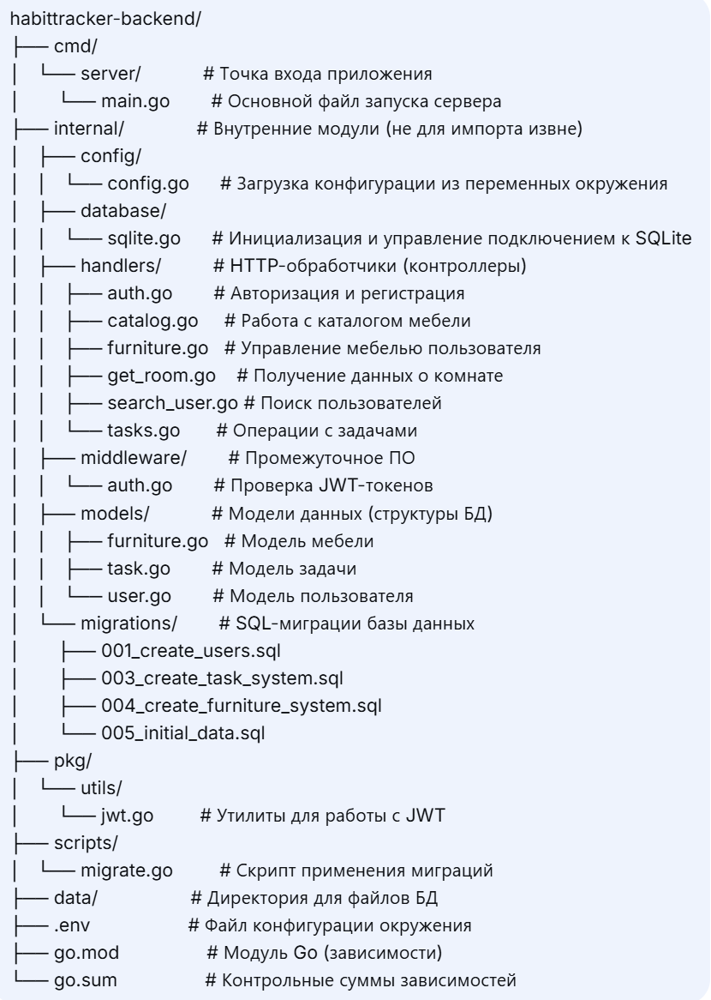 habittracker-backend/
├── cmd/
│   └── server/            # Точка входа приложения
│       └── main.go        # Основной файл запуска сервера
├── internal/              # Внутренние модули (не для импорта извне)
│   ├── config/
│   │   └── config.go      # Загрузка конфигурации из переменных окружения
│   ├── database/
│   │   └── sqlite.go      # Инициализация и управление подключением к SQLite
│   ├── handlers/          # HTTP-обработчики (контроллеры)
│   │   ├── auth.go        # Авторизация и регистрация
│   │   ├── catalog.go     # Работа с каталогом мебели
│   │   ├── furniture.go   # Управление мебелью пользователя
│   │   ├── get_room.go    # Получение данных о комнате
│   │   ├── search_user.go # Поиск пользователей
│   │   └── tasks.go       # Операции с задачами
│   ├── middleware/        # Промежуточное ПО
│   │   └── auth.go        # Проверка JWT-токенов
│   ├── models/            # Модели данных (структуры БД)
│   │   ├── furniture.go   # Модель мебели
│   │   ├── task.go        # Модель задачи
│   │   └── user.go        # Модель пользователя
│   └── migrations/        # SQL-миграции базы данных
│       ├── 001_create_users.sql
│       ├── 003_create_task_system.sql
│       ├── 004_create_furniture_system.sql
│       └── 005_initial_data.sql
├── pkg/
│   └── utils/
│       └── jwt.go         # Утилиты для работы с JWT
├── scripts/
│   └── migrate.go         # Скрипт применения миграций
├── data/                  # Директория для файлов БД
├── .env                   # Файл конфигурации окружения
├── go.mod                 # Модуль Go (зависимости)
└── go.sum                 # Контрольные суммы зависимостей